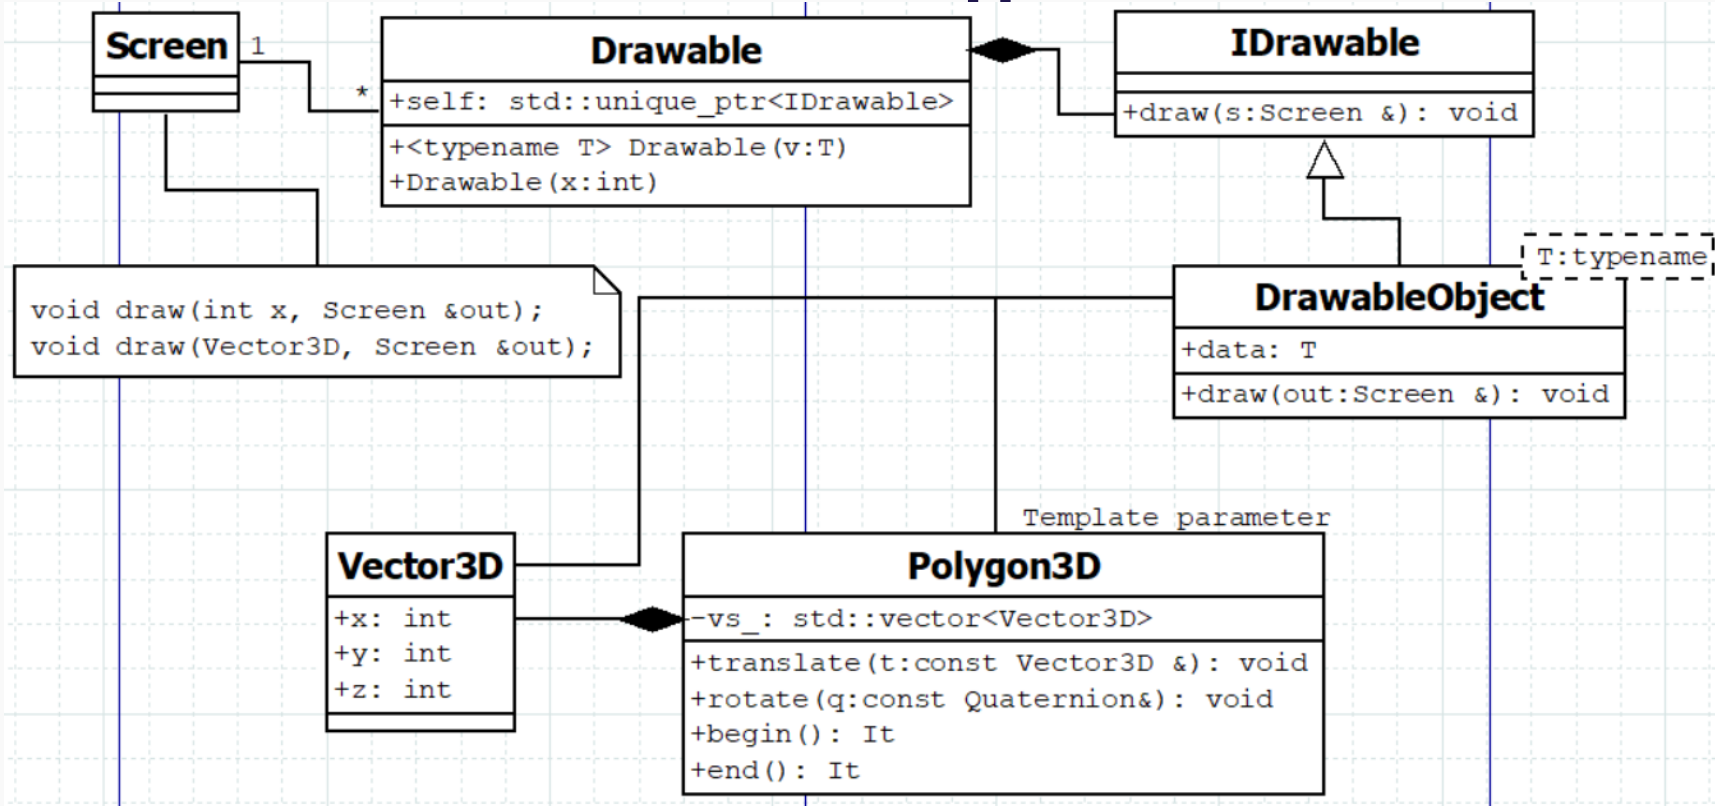 Screen
1
*
Drawable
+self: std::unique_ptr<IDrawable>
+<typename T> Drawable(v:T)
+Drawable(x:int)
IDrawable
+draw(s:Screen &): void
void draw(int x, Screen &out);
void draw(Vector3D, Screen &out);
T:typename
DrawableObject
+data: T
+draw(out:Screen &): void
Template parameter
Vector3D
+x: int
+y: int
+z: int
Polygon3D
-vs_: std::vector<Vector3D>
+translate(t:const Vector3D &): void
+rotate(q:const Quaternion&): void
+begin(): It
+end(): It